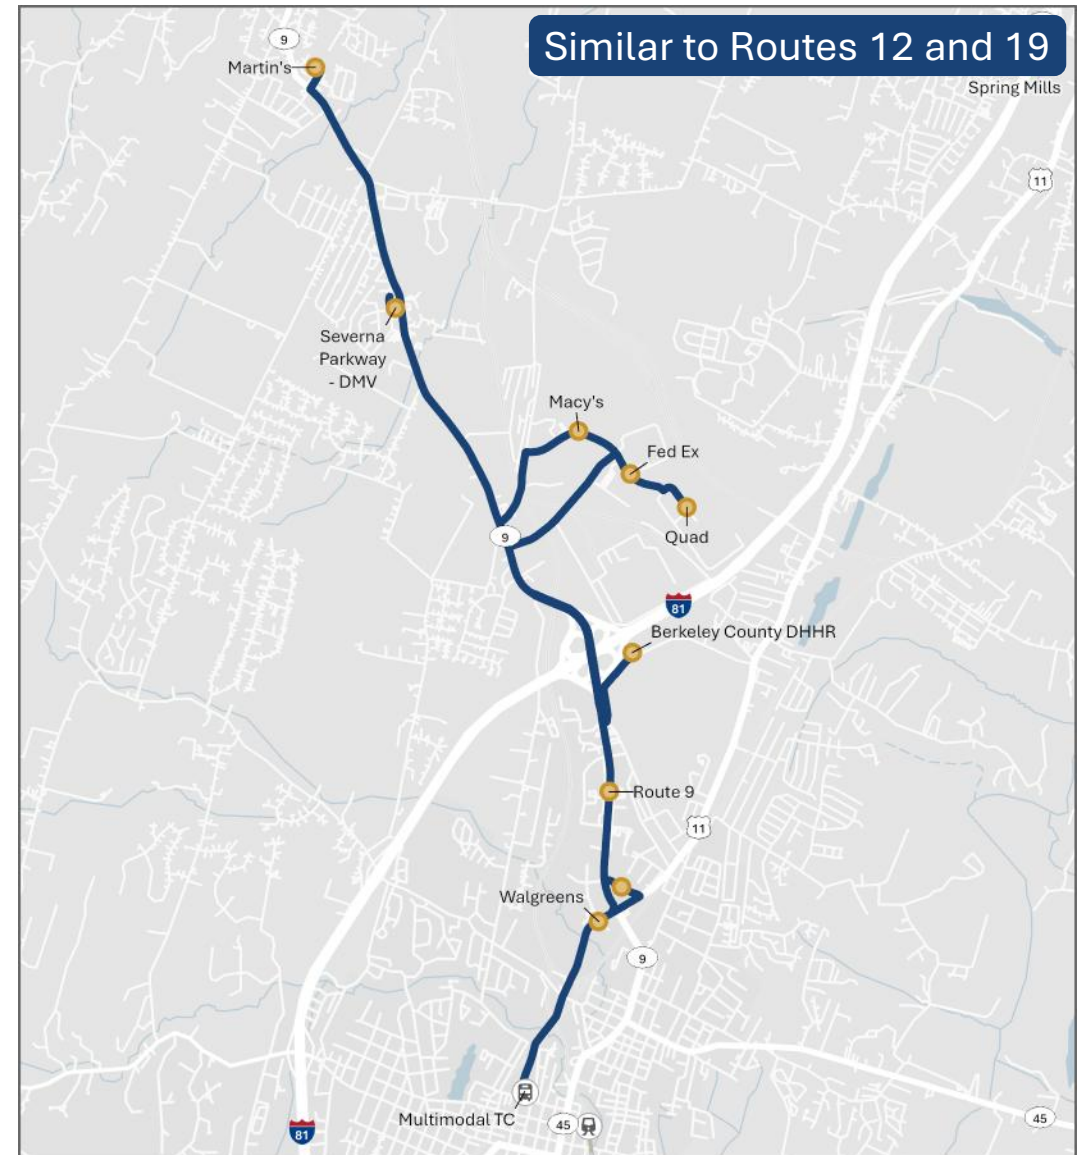 Similar to Routes 12 and 19
9
Martin's
Spring Mills
11
Severna
Parkway
- DMV
Macy's
Fed Ex
9
Quad
81
Berkeley County DHHR
Route 9
11
Walgreens
9
Multimodal TC
45
45
81